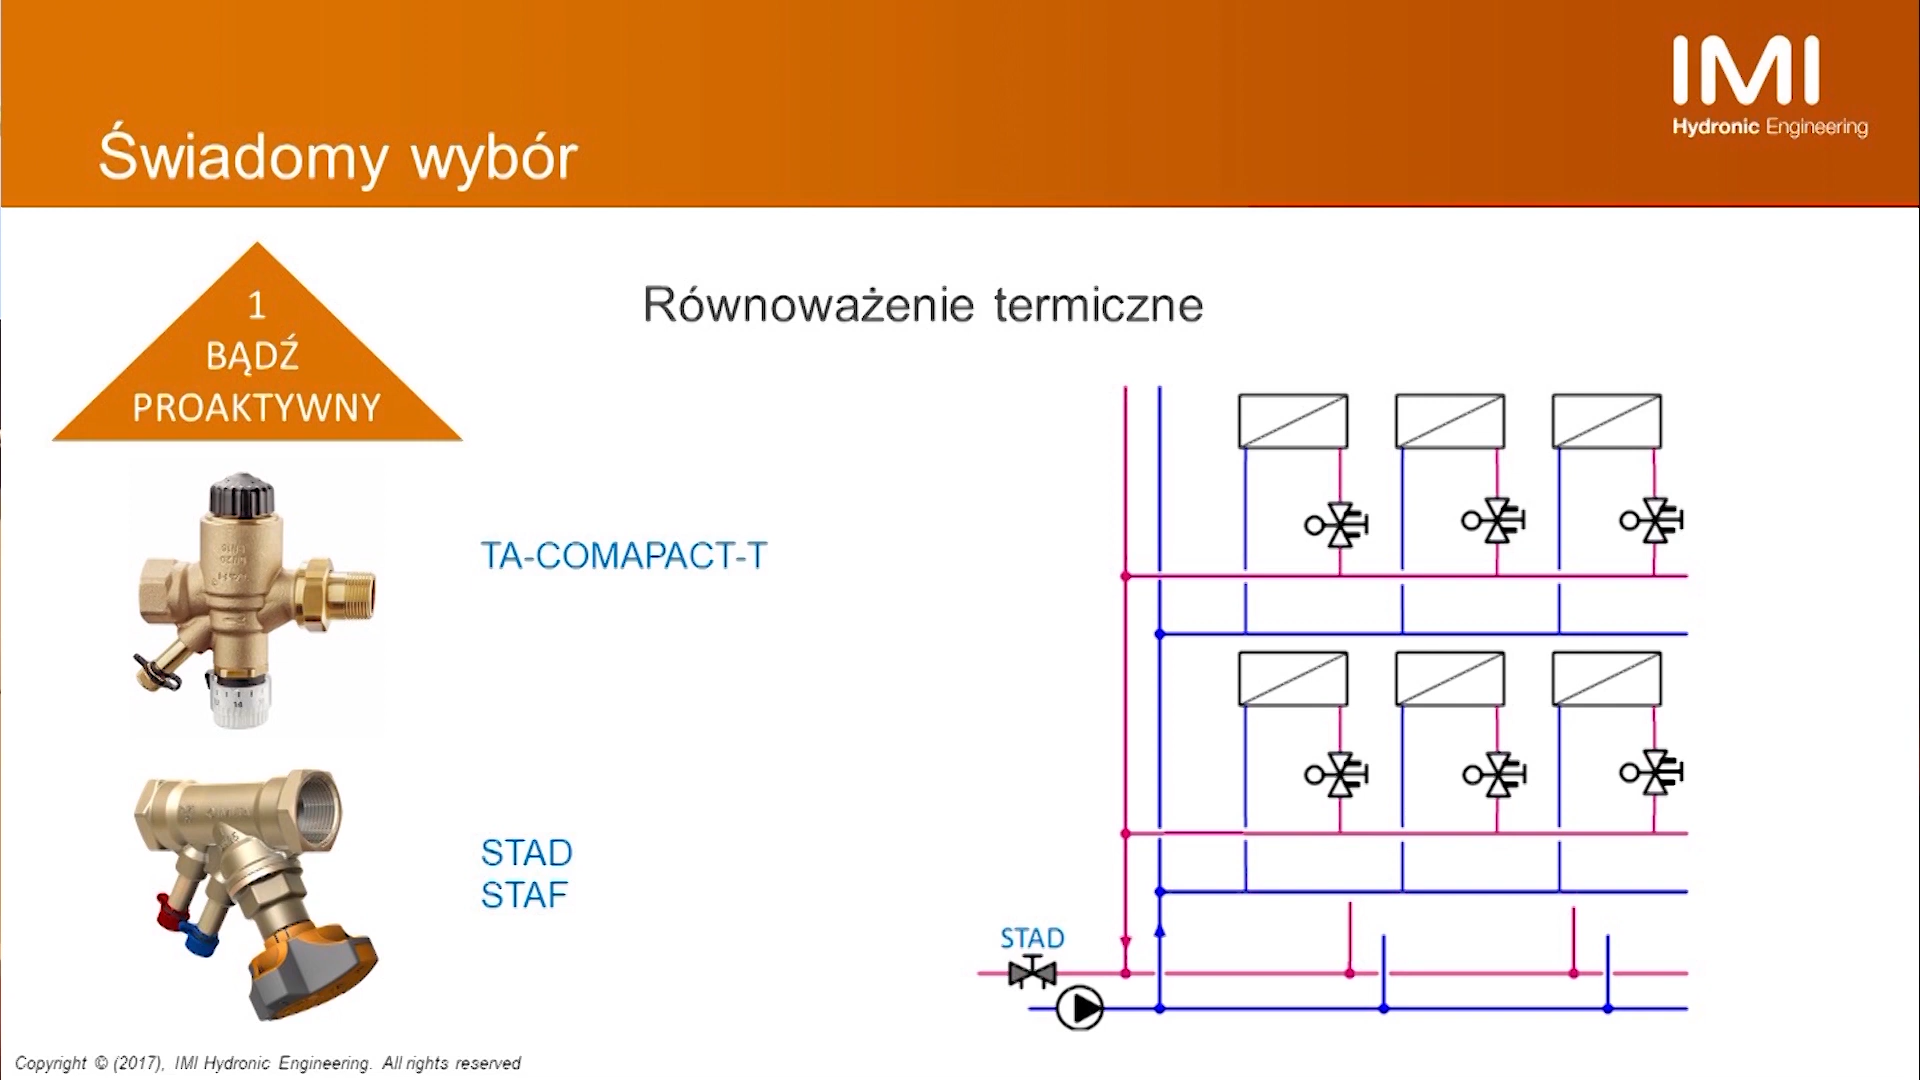 IMI
Hydronic Engineering
Świadomy wybór
1
BĄDŹ
PROAKTYWNY
Równoważenie termiczne
TA-COMAPACT-T
STAD
STAF
STAD
Copyright © (2017), IMI Hydronic Engineering. All rights reserved